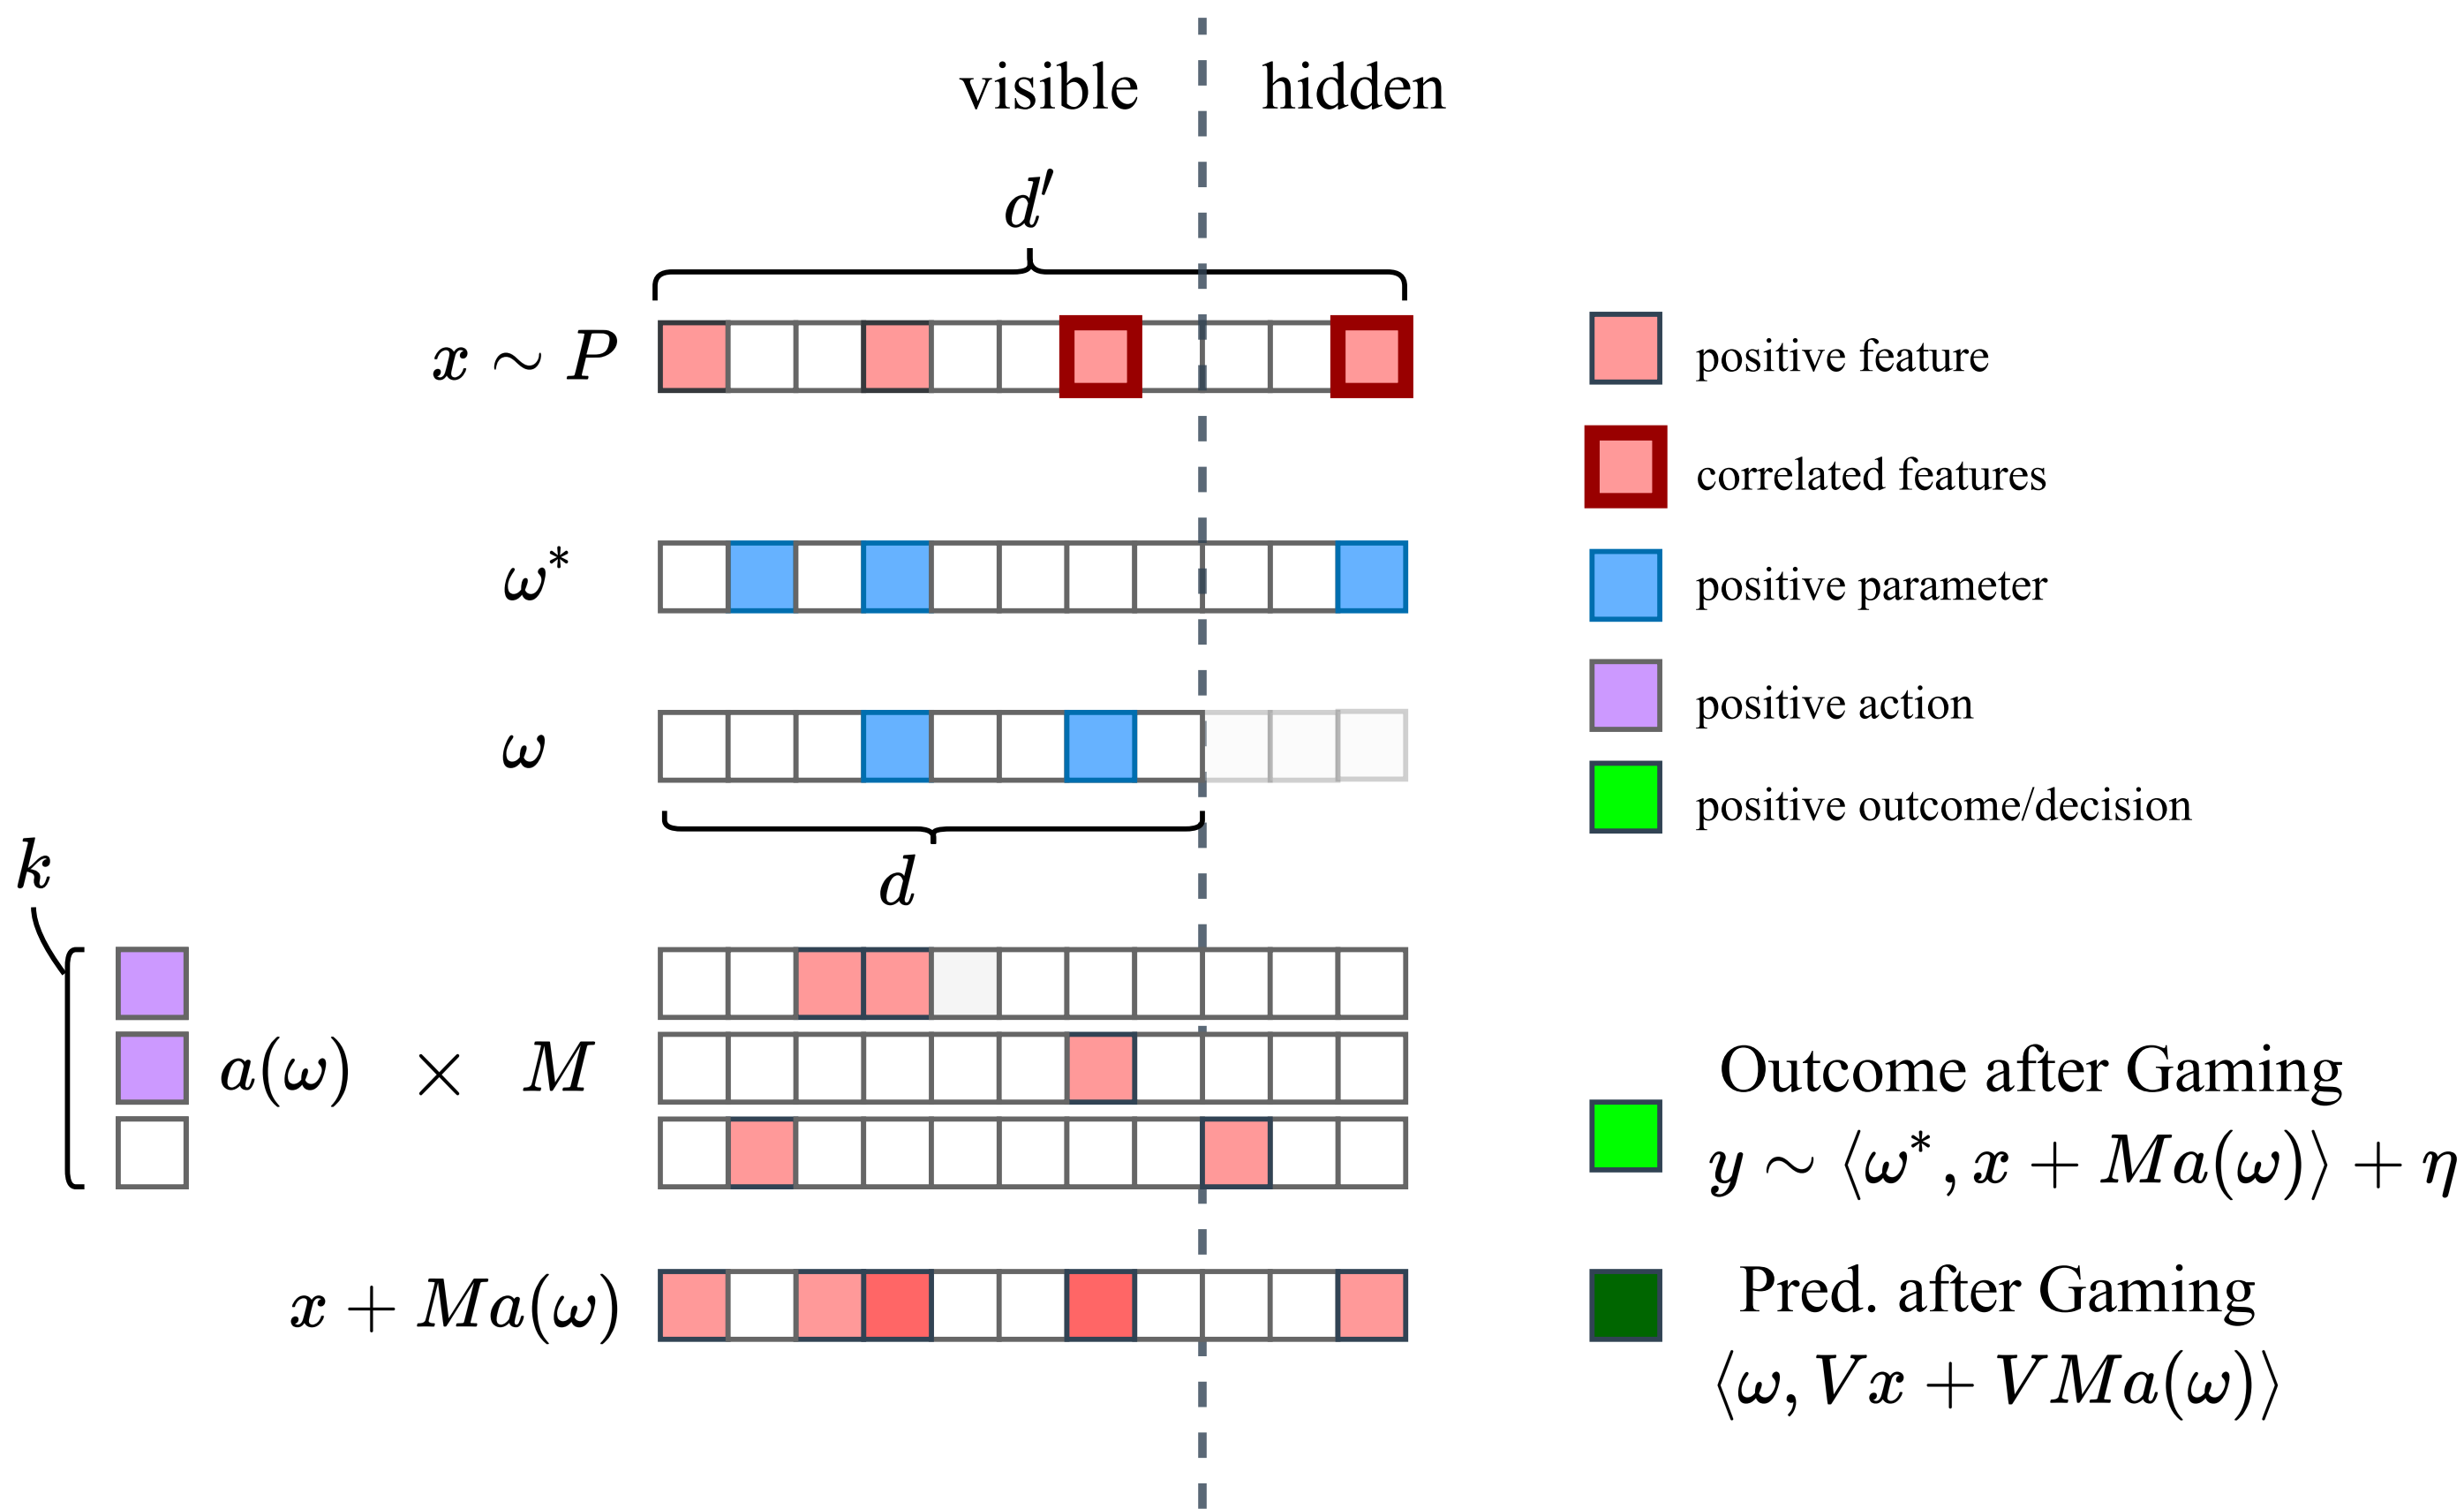 visible hidden
d′
x ∼ P
ω*
ω
d
k
a(ω) × M
x + Ma(ω)
positive feature
correlated features
positive parameter
positive action
positive outcome/decision
Outcome after Gaming
y ∼ ⟨ω*, x + Ma(ω)⟩ + η
Pred. after Gaming
⟨ω, Vx + VMa(ω)⟩